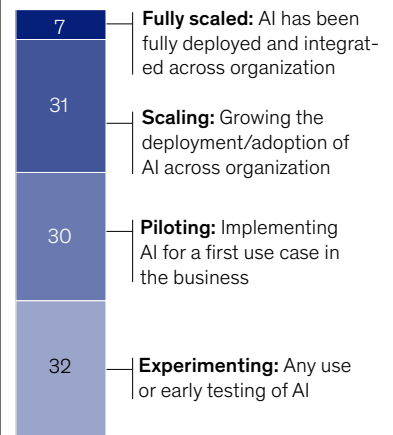 7
Fully scaled: AI has been
fully deployed and integrat-
ed across organization
31
Scaling: Growing the
deployment/adoption of
AI across organization
30
Piloting: Implementing
AI for a first use case in
the business
32
Experimenting: Any use
or early testing of AI